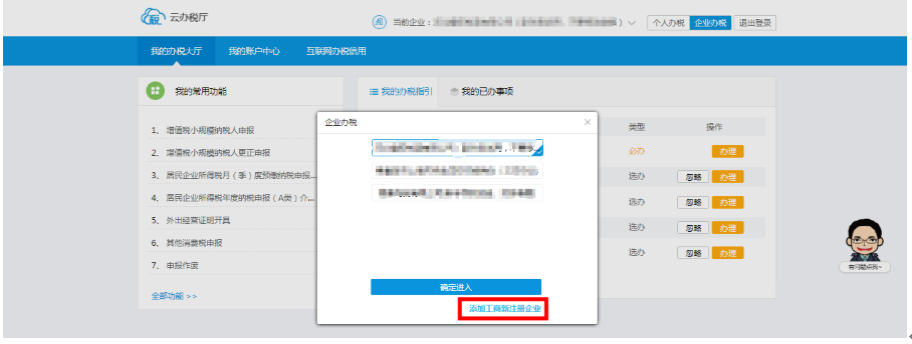 云办税厅
当前企业：
个人办税 企业办税 退出登录
我的办税大厅 我的账户中心 互联网办税信用
我的常用功能
我的办税指引 我的已办事项
1、增值税小规模纳税人申报
2、增值税小规模纳税人更正申报
3、居民企业所得税月（季）度预缴纳税申报...
4、居民企业所得税年度纳税申报（A类）介...
5、外出经营证明开具
6、其他消费税申报
7、申报作废
全部功能 >>
企业办税
×
确定进入
添加工商新注册企业
类型 操作
必办 办理
选办 忽略 办理
选办 忽略 办理
选办 忽略 办理
选办 忽略 办理
有问题点我~